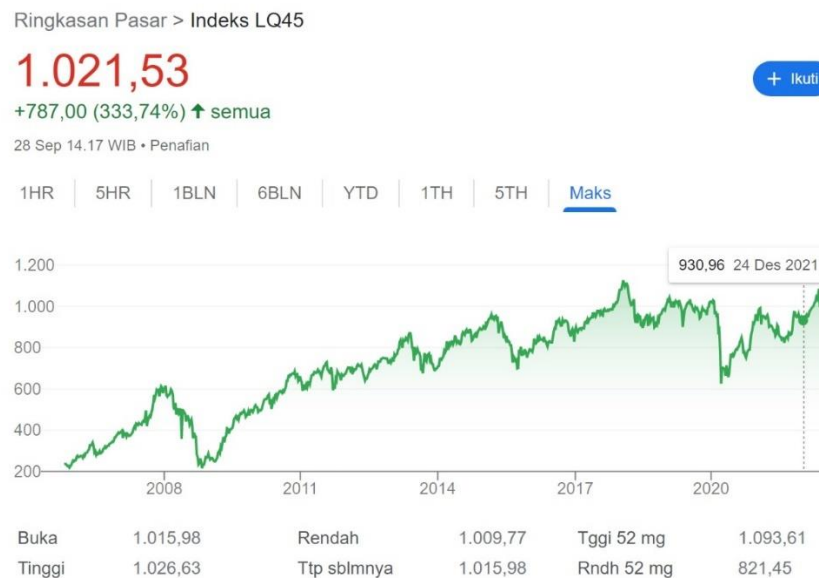 Ringkasan Pasar > Indeks LQ45
1.021,53
+ Ikuti
+787,00 (333,74%) ↑ semua
28 Sep 14.17 WIB • Penafian
1HR 5HR 1BLN 6BLN YTD 1TH 5TH Maks
930,96 24 Des 2021
1.200
1.000
800
600
400
200
2008 2011 2014 2017 2020
Buka 1.015,98 Rendah 1.009,77 Tggi 52 mg 1.093,61
Tinggi 1.026,63 Ttp sblmnya 1.015,98 Rndh 52 mg 821,45